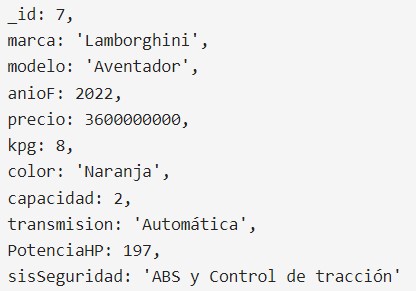 _id: 7,
marca: 'Lamborghini',
modelo: 'Aventador',
anioF: 2022,
precio: 3600000000,
kpg: 8,
color: 'Naranja',
capacidad: 2,
transmision: 'Automática',
PotenciaHP: 197,
sisSeguridad: 'ABS y Control de tracción'